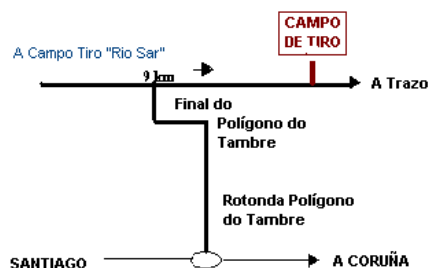 CAMPO
DE TIRO
A Campo Tiro "Rio Sar"
9 km
A Trazo
Final do
Polígono do
Tambre
Rotonda Polígono
do Tambre
SANTIAGO
A CORUÑA